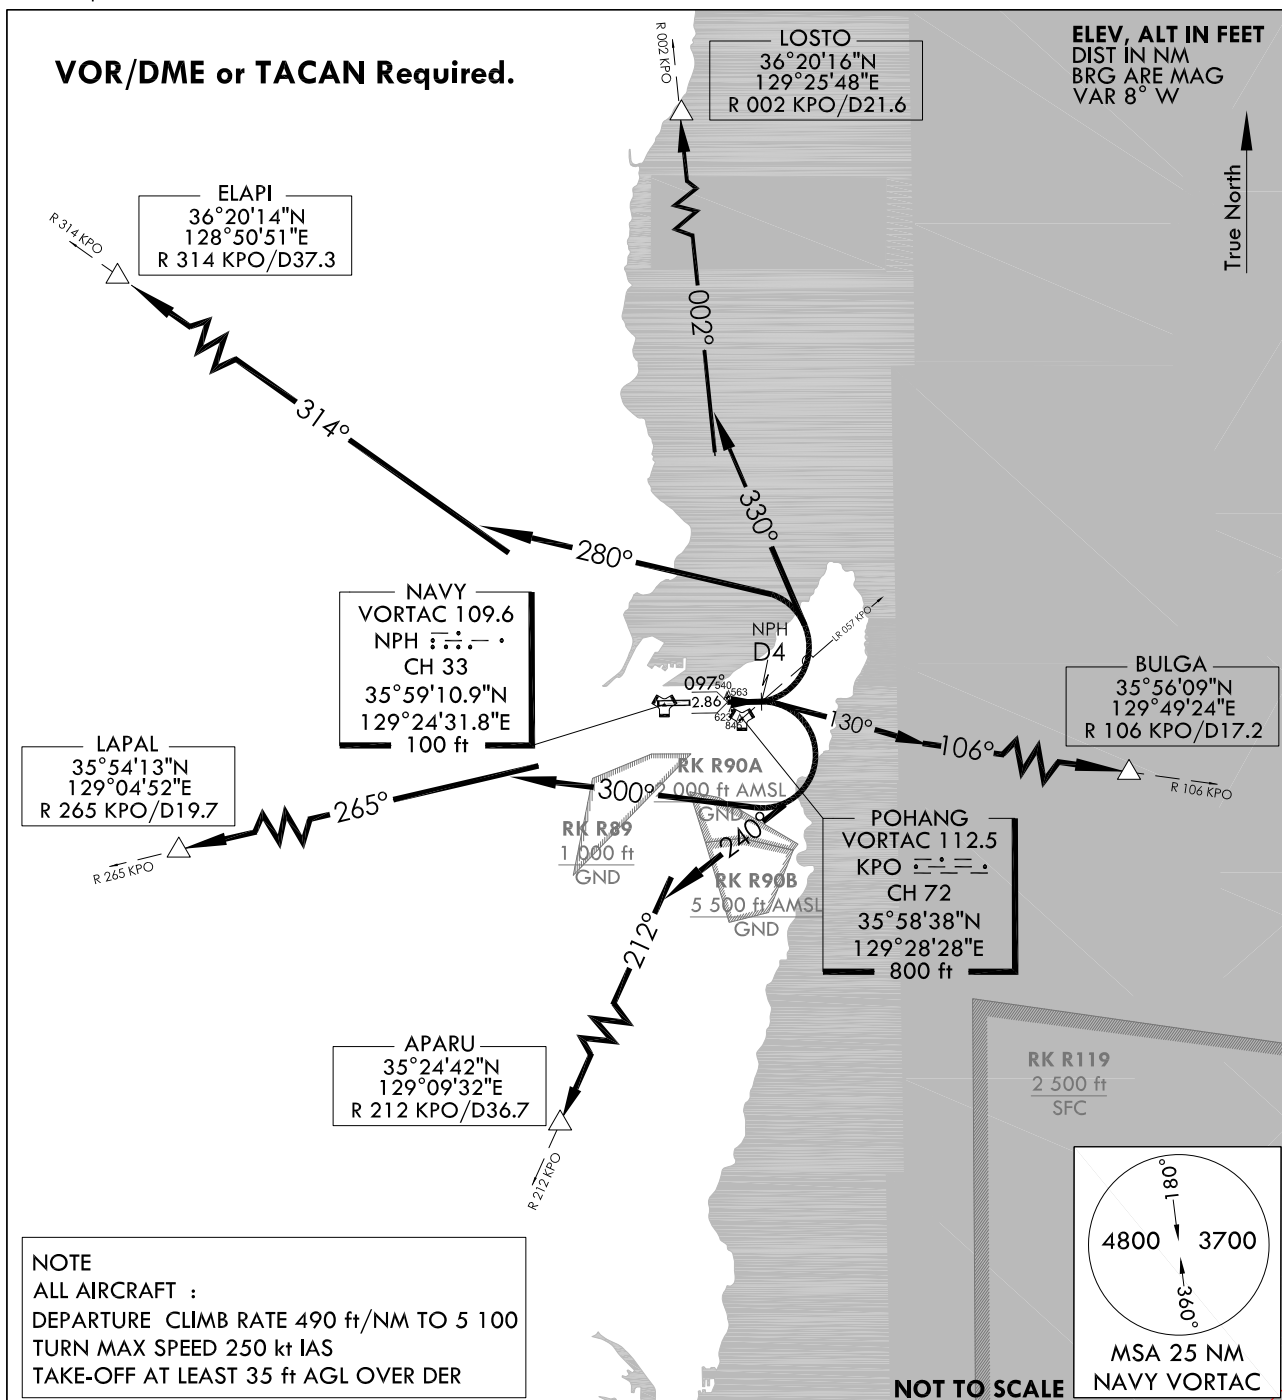 VOR/DME or TACAN Required.
R 002 KPO
LOSTO
36°20'16"N
129°25'48"E
R 002 KPO/D21.6
ELEV, ALT IN FEET
DIST IN NM
BRG ARE MAG
VAR 8° W
True North
ELAPI
36°20'14"N
128°50'51"E
R 314 KPO/D37.3
R 314 KPO
002°
314°
330°
280°
NAVY
VORTAC 109.6
NPH
CH 33
35°59'10.9"N
129°24'31.8"E
100 ft
NPH
D4
LR 057 KPO
097°
2.86
540
563
623
845
130°
106°
BULGA
35°56'09"N
129°49'24"E
R 106 KPO/D17.2
R 106 KPO
LAPAL
35°54'13"N
129°04'52"E
R 265 KPO/D19.7
R 265 KPO
265°
300°
RK R90A
000 ft AMSL
GND
RK R89
1 000 ft
GND
240°
RK R90B
5 500 ft AMSL
GND
POHANG
VORTAC 112.5
KPO
CH 72
35°58'38"N
129°28'28"E
800 ft
212°
APARU
35°24'42"N
129°09'32"E
R 212 KPO/D36.7
R 212 KPO
RK R119
2 500 ft
SFC
180°
4800 3700
360°
MSA 25 NM
NAVY VORTAC
NOTE
ALL AIRCRAFT :
DEPARTURE CLIMB RATE 490 ft/NM TO 5 100
TURN MAX SPEED 250 kt IAS
TAKE-OFF AT LEAST 35 ft AGL OVER DER
NOT TO SCALE